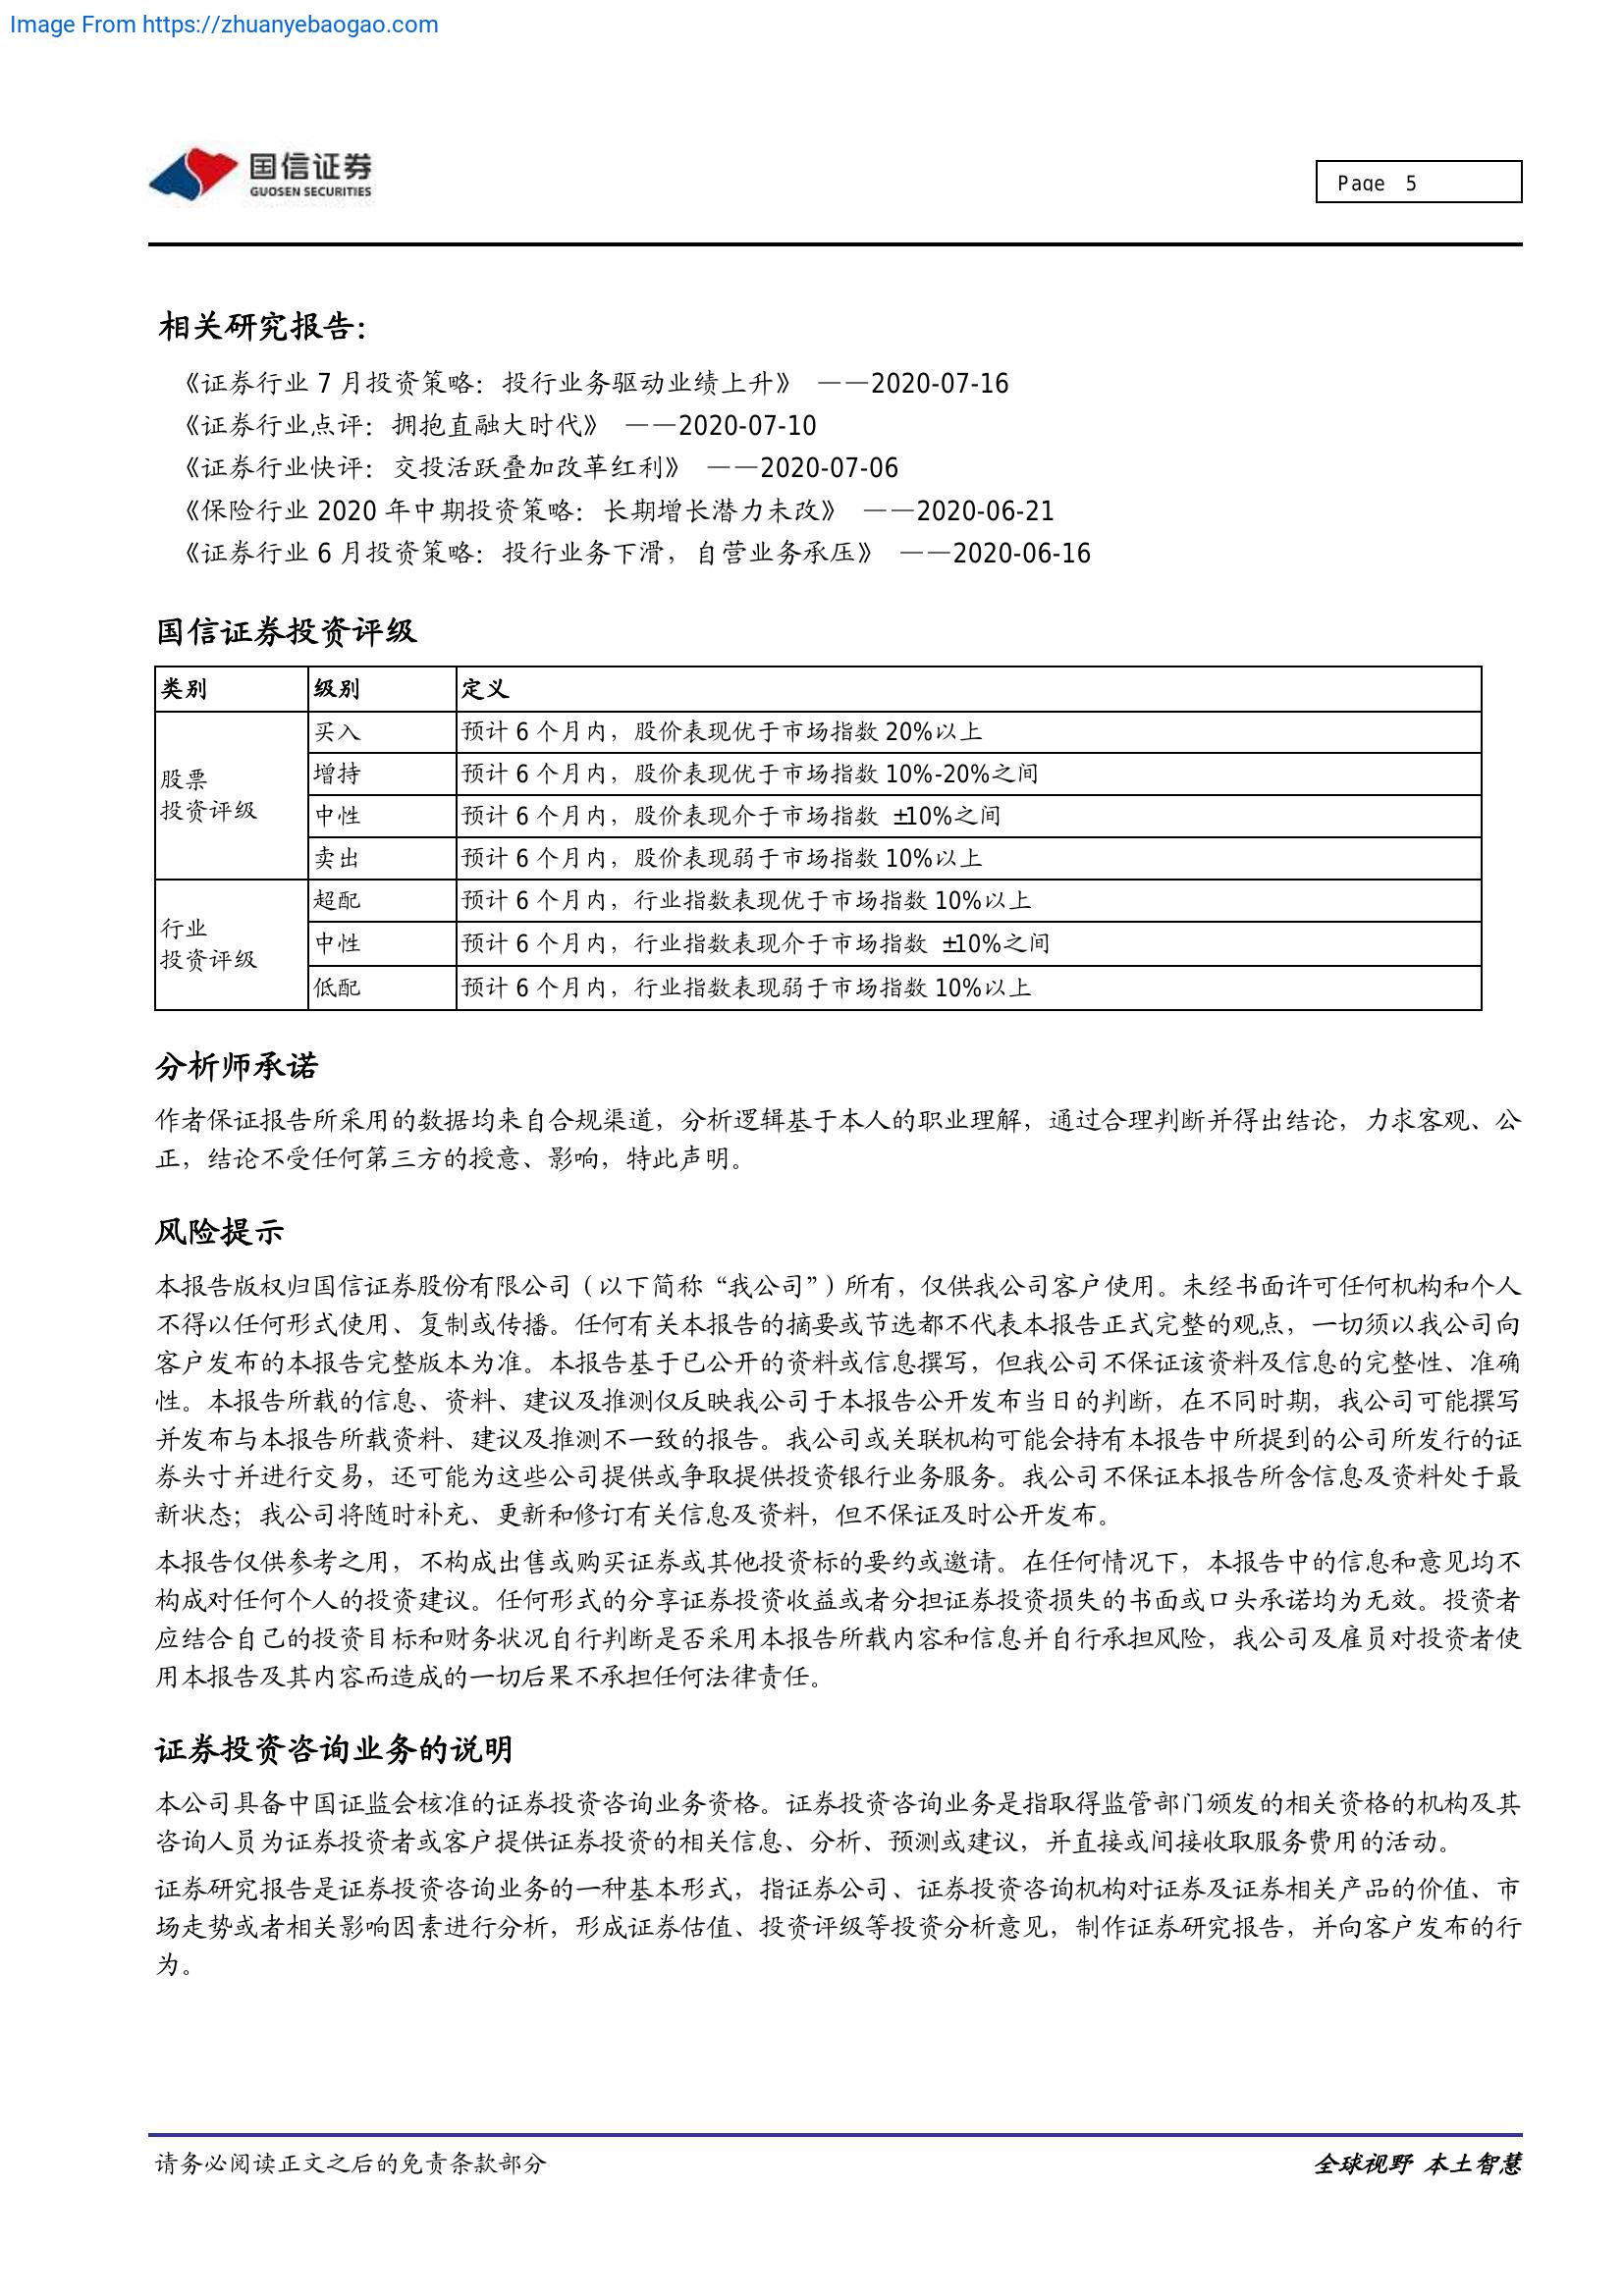 Image From https://zhuanyebaogao.com
国信证券
GUOSEN SECURITIES
Page 5
相关研究报告：
《证券行业 7 月投资策略：投行业务驱动业绩上升》 ——2020-07-16
《证券行业点评：拥抱直融大时代》 ——2020-07-10
《证券行业快评：交投活跃叠加改革红利》 ——2020-07-06
《保险行业 2020 年中期投资策略：长期增长潜力未改》 ——2020-06-21
《证券行业 6 月投资策略：投行业务下滑，自营业务承压》 ——2020-06-16
国信证券投资评级
类别 级别 定义
股票
投资评级
买入 预计 6 个月内，股价表现优于市场指数 20%以上
增持 预计 6 个月内，股价表现优于市场指数 10%-20%之间
中性 预计 6 个月内，股价表现介于市场指数 ±10%之间
卖出 预计 6 个月内，股价表现弱于市场指数 10%以上
行业
投资评级
超配 预计 6 个月内，行业指数表现优于市场指数 10%以上
中性 预计 6 个月内，行业指数表现介于市场指数 ±10%之间
低配 预计 6 个月内，行业指数表现弱于市场指数 10%以上
分析师承诺
作者保证报告所采用的数据均来自合规渠道，分析逻辑基于本人的职业理解，通过合理判断并得出结论，力求客观、公
正，结论不受任何第三方的授意、影响，特此声明。
风险提示
本报告版权归国信证券股份有限公司（以下简称“我公司”）所有，仅供我公司客户使用。未经书面许可任何机构和个人
不得以任何形式使用、复制或传播。任何有关本报告的摘要或节选都不代表本报告正式完整的观点，一切须以我公司向
客户发布的本报告完整版本为准。本报告基于已公开的资料或信息撰写，但我公司不保证该资料及信息的完整性、准确
性。本报告所载的信息、资料、建议及推测仅反映我公司于本报告公开发布当日的判断，在不同时期，我公司可能撰写
并发布与本报告所载资料、建议及推测不一致的报告。我公司或关联机构可能会持有本报告中所提到的公司所发行的证
券头寸并进行交易，还可能为这些公司提供或争取提供投资银行业务服务。我公司不保证本报告所含信息及资料处于最
新状态；我公司将随时补充、更新和修订有关信息及资料，但不保证及时公开发布。
本报告仅供参考之用，不构成出售或购买证券或其他投资标的要约或邀请。在任何情况下，本报告中的信息和意见均不
构成对任何个人的投资建议。任何形式的分享证券投资收益或者分担证券投资损失的书面或口头承诺均为无效。投资者
应结合自己的投资目标和财务状况自行判断是否采用本报告所载内容和信息并自行承担风险，我公司及雇员对投资者使
用本报告及其内容而造成的一切后果不承担任何法律责任。
证券投资咨询业务的说明
本公司具备中国证监会核准的证券投资咨询业务资格。证券投资咨询业务是指取得监管部门颁发的相关资格的机构及其
咨询人员为证券投资者或客户提供证券投资的相关信息、分析、预测或建议，并直接或间接收取服务费用的活动。
证券研究报告是证券投资咨询业务的一种基本形式，指证券公司、证券投资咨询机构对证券及证券相关产品的价值、市
场走势或者相关影响因素进行分析，形成证券估值、投资评级等投资分析意见，制作证券研究报告，并向客户发布的行
为。
请务必阅读正文之后的免责条款部分
全球视野 本土智慧